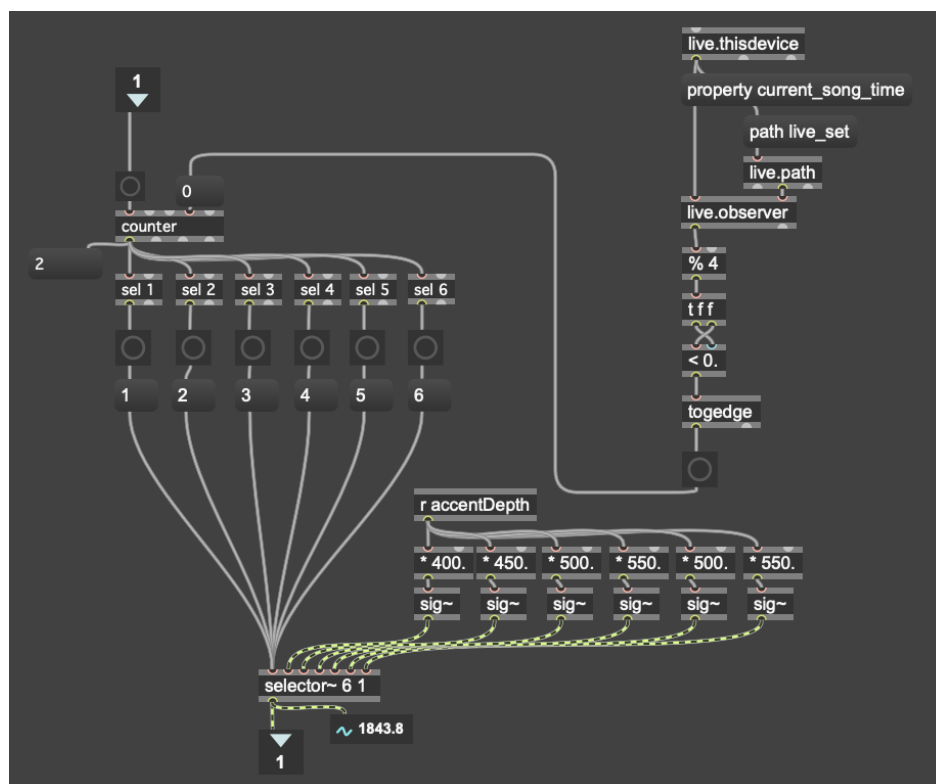 live.thisdevice
1
property current_song_time
path live_set
0
live.path
counter
live.observer
2
% 4
sel 1 sel 2 sel 3 sel 4 sel 5 sel 6
t f f
< 0.
1 2 3 4 5 6
togedge
r accentDepth
* 400. * 450. * 500. * 550. * 500. * 550.
sig~ sig~ sig~ sig~ sig~ sig~
selector~ 6 1
1843.8
1